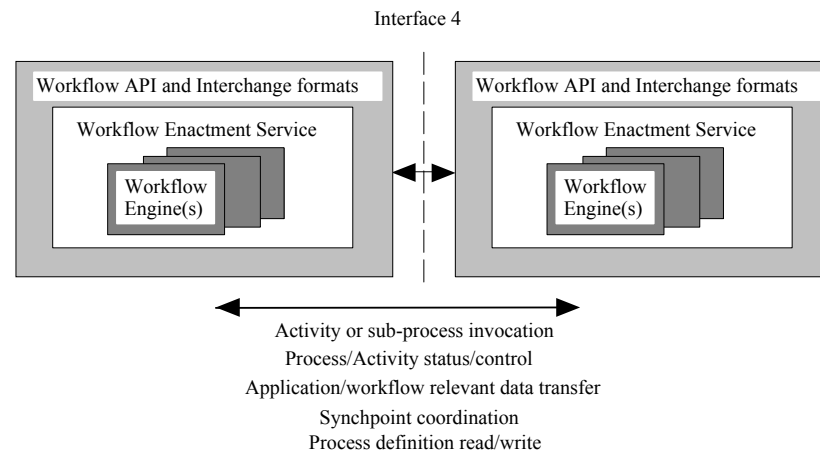 Interface 4
Workflow API and Interchange formats
Workflow Enactment Service
Workflow
Engine(s)
Workflow API and Interchange formats
Workflow Enactment Service
Workflow
Engine(s)
Activity or sub-process invocation
Process/Activity status/control
Application/workflow relevant data transfer
Synchpoint coordination
Process definition read/write